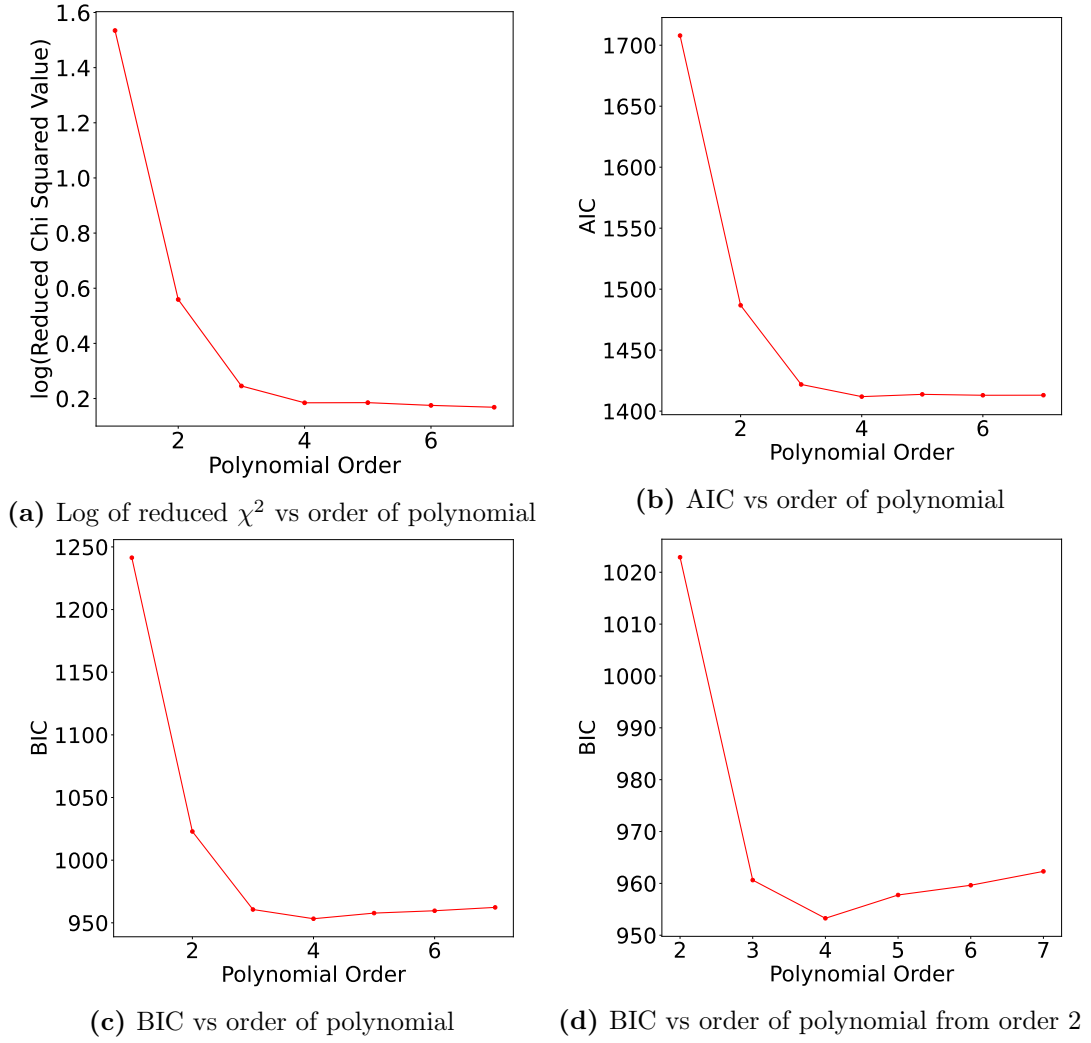 1.6
1.4
1.2
1.0
0.8
0.6
0.4
0.2
log(Reduced Chi Squared Value)
2 4 6
Polynomial Order
(a) Log of reduced χ² vs order of polynomial
1700
1650
1600
1550
1500
1450
1400
AIC
2 4 6
Polynomial Order
(b) AIC vs order of polynomial
1250
1200
1150
1100
1050
1000
950
BIC
2 4 6
Polynomial Order
(c) BIC vs order of polynomial
1020
1010
1000
990
980
970
960
950
BIC
2 3 4 5 6 7
Polynomial Order
(d) BIC vs order of polynomial from order 2